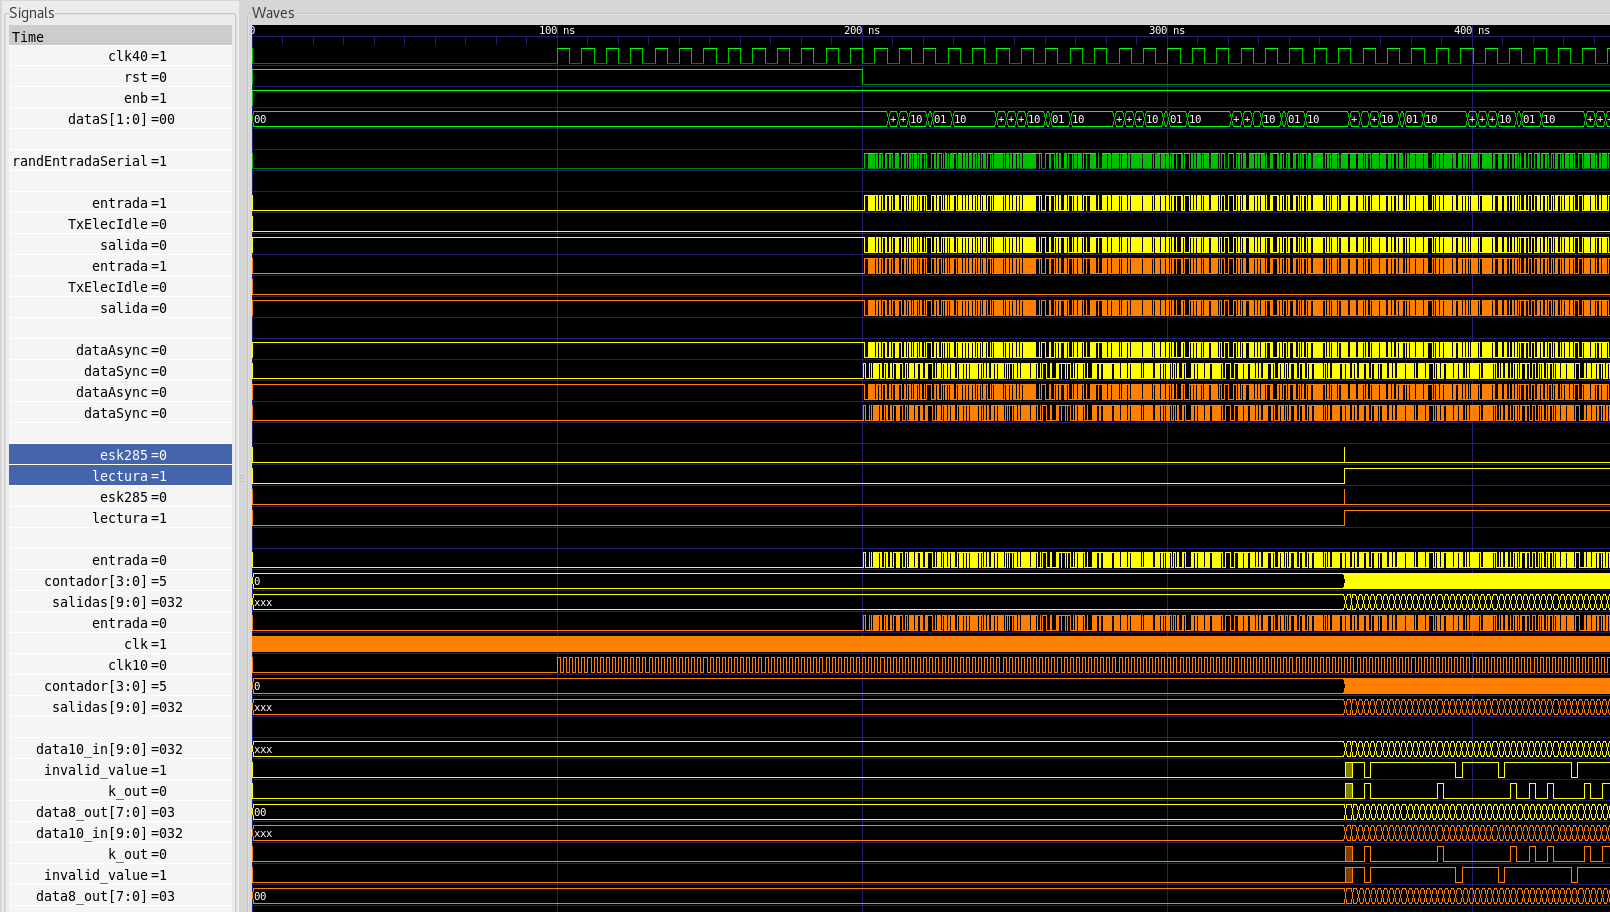 Signals Waves
Time 0 100 ns 200 ns 300 ns 400 ns
clk40=1
rst=0
enb=1
dataS[1:0]=00 00 + + 10 01 10 + + + 10 01 10 + + + 10 01 10 + + 10 01 10 + + 10 01 10 + + + 10 01 10 + +
randEntradaSerial=1
entrada=1
TxElecIdle=0
salida=0
entrada=1
TxElecIdle=0
salida=0
dataAsync=0
dataSync=0
dataAsync=0
dataSync=0
esk285=0
lectura=1
esk285=0
lectura=1
entrada=0
contador[3:0]=5 0
salidas[9:0]=032 xxx
entrada=0
clk=1
clk10=0
contador[3:0]=5 0
salidas[9:0]=032 xxx
data10_in[9:0]=032 xxx
invalid_value=1
k_out=0
data8_out[7:0]=03 00
data10_in[9:0]=032 xxx
k_out=0
invalid_value=1
data8_out[7:0]=03 00